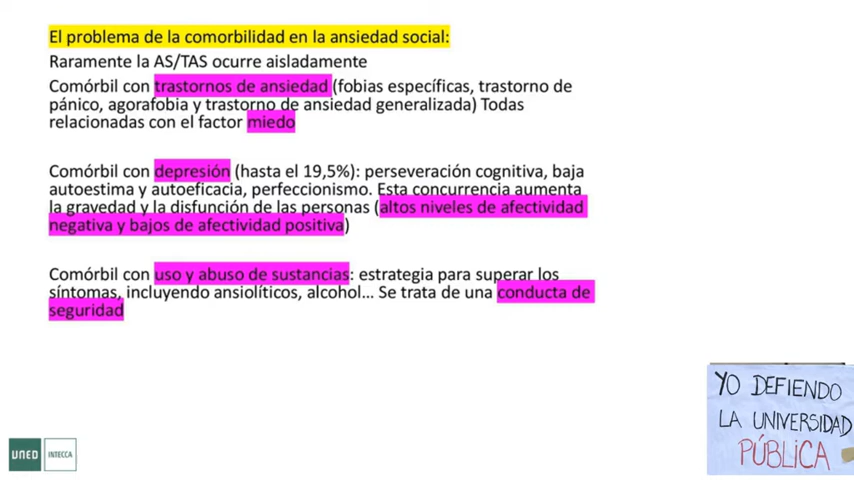 El problema de la comorbilidad en la ansiedad social:
Raramente la AS/TAS ocurre aisladamente
Comórbil con trastornos de ansiedad (fobias específicas, trastorno de
pánico, agorafobia y trastorno de ansiedad generalizada) Todas
relacionadas con el factor miedo
Comórbil con depresión (hasta el 19,5%): perseveración cognitiva, baja
autoestima y autoeficacia, perfeccionismo. Esta concurrencia aumenta
la gravedad y la disfunción de las personas (altos niveles de afectividad
negativa y bajos de afectividad positiva)
Comórbil con uso y abuso de sustancias: estrategia para superar los
síntomas, incluyendo ansiolíticos, alcohol... Se trata de una conducta de
seguridad
YO DEFIENDO
LA UNIVERSIDAD
PÚBLICA
UNED INTECCA